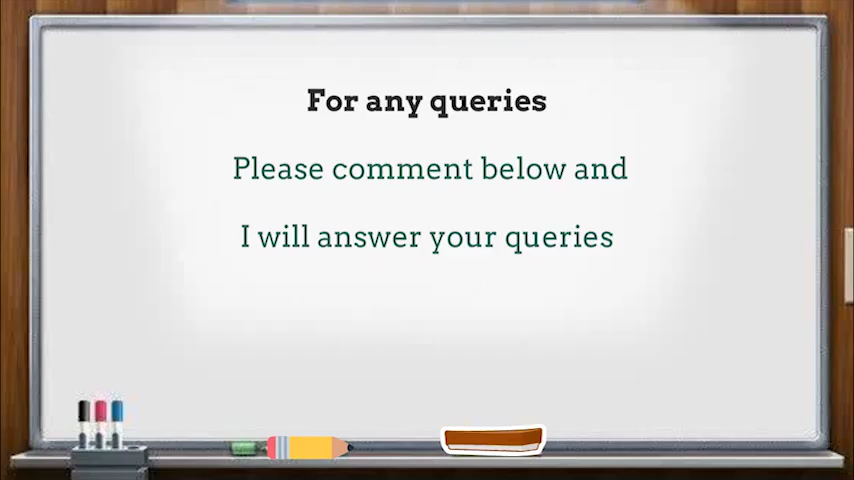 For any queries
Please comment below and
I will answer your queries